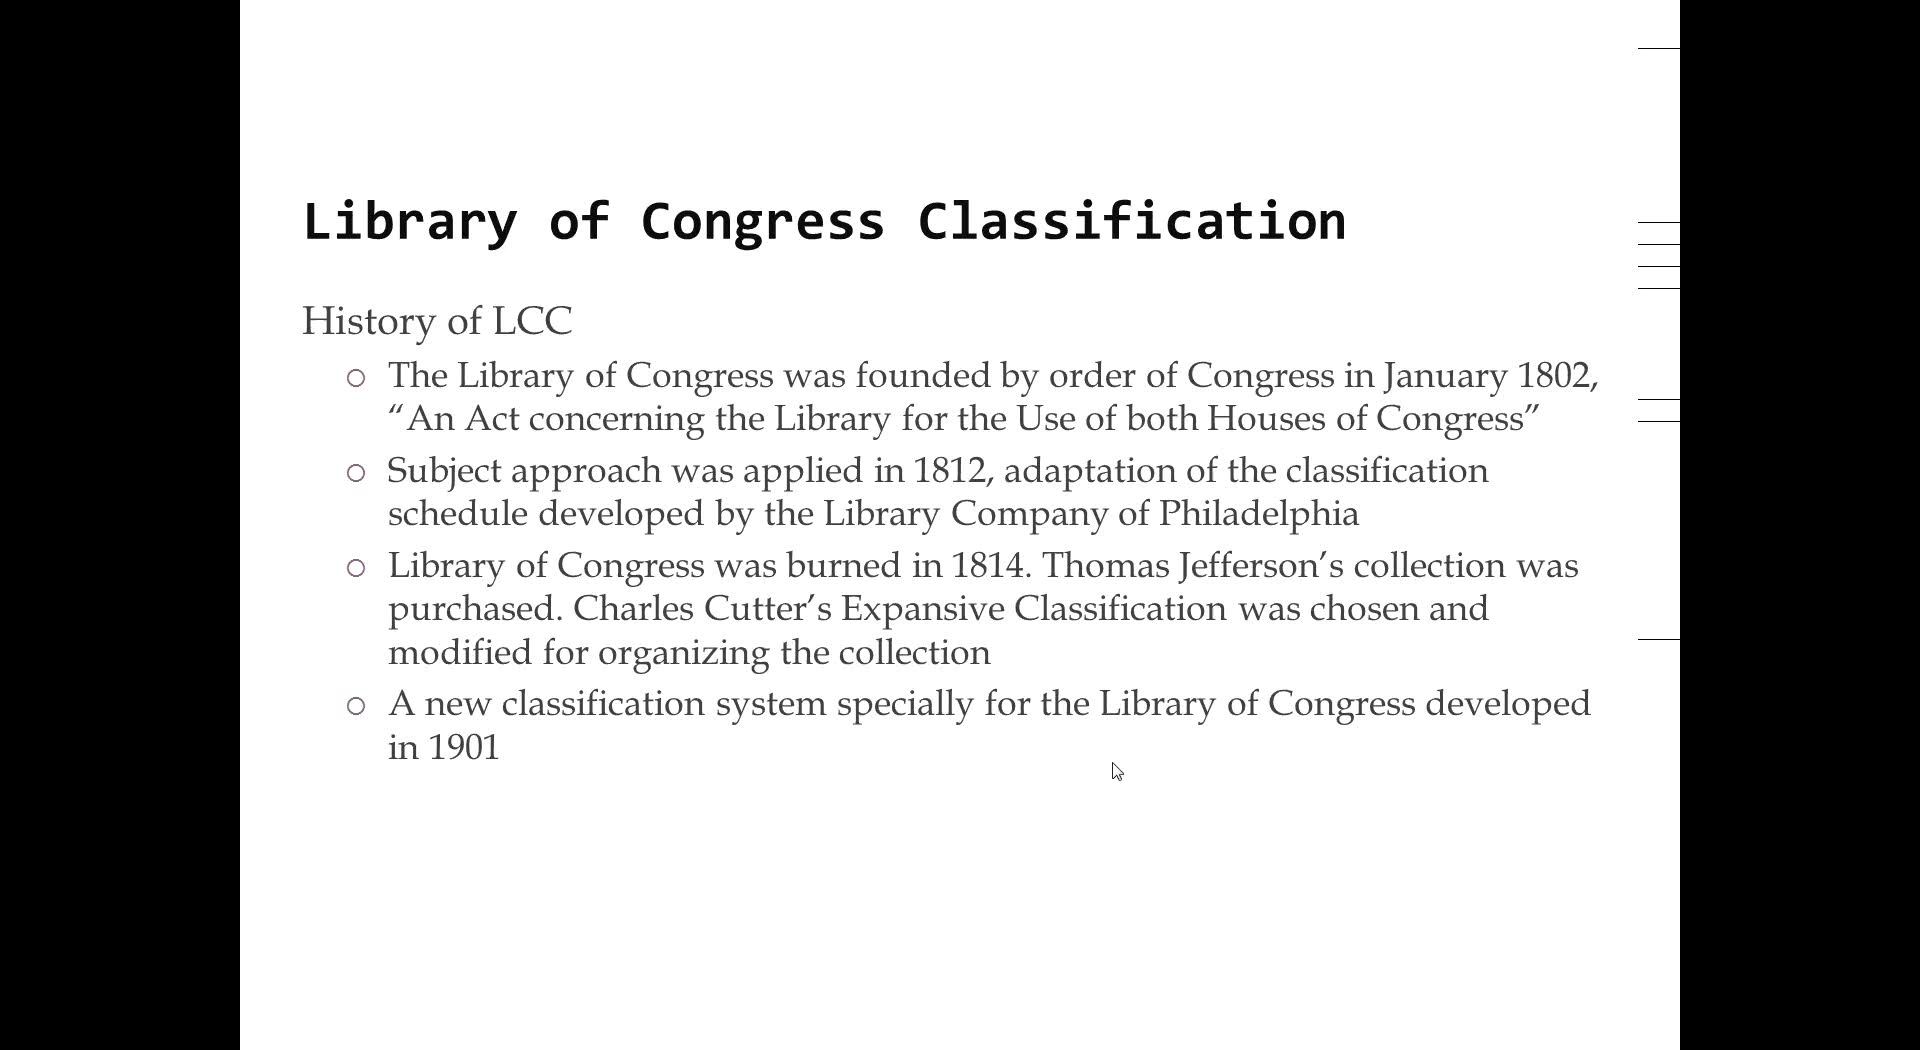 Library of Congress Classification
History of LCC
The Library of Congress was founded by order of Congress in January 1802,
“An Act concerning the Library for the Use of both Houses of Congress”
Subject approach was applied in 1812, adaptation of the classification
schedule developed by the Library Company of Philadelphia
Library of Congress was burned in 1814. Thomas Jefferson’s collection was
purchased. Charles Cutter’s Expansive Classification was chosen and
modified for organizing the collection
A new classification system specially for the Library of Congress developed
in 1901